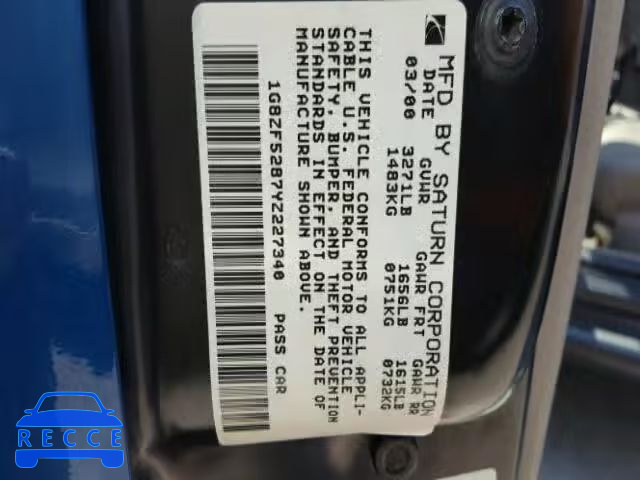 MFD BY SATURN CORPORATION
DATE GVWR GAWR FRT GAWR RR
03/00 3271LB 1656LB 1615LB
1483KG 0751KG 0732KG
THIS VEHICLE CONFORMS TO ALL APPLI-
CABLE U.S. FEDERAL MOTOR VEHICLE
SAFETY, BUMPER, AND THEFT PREVENTION
STANDARDS IN EFFECT ON THE DATE OF
MANUFACTURE SHOWN ABOVE.
1G8ZF5287YZ227340 PASS CAR
RECCE